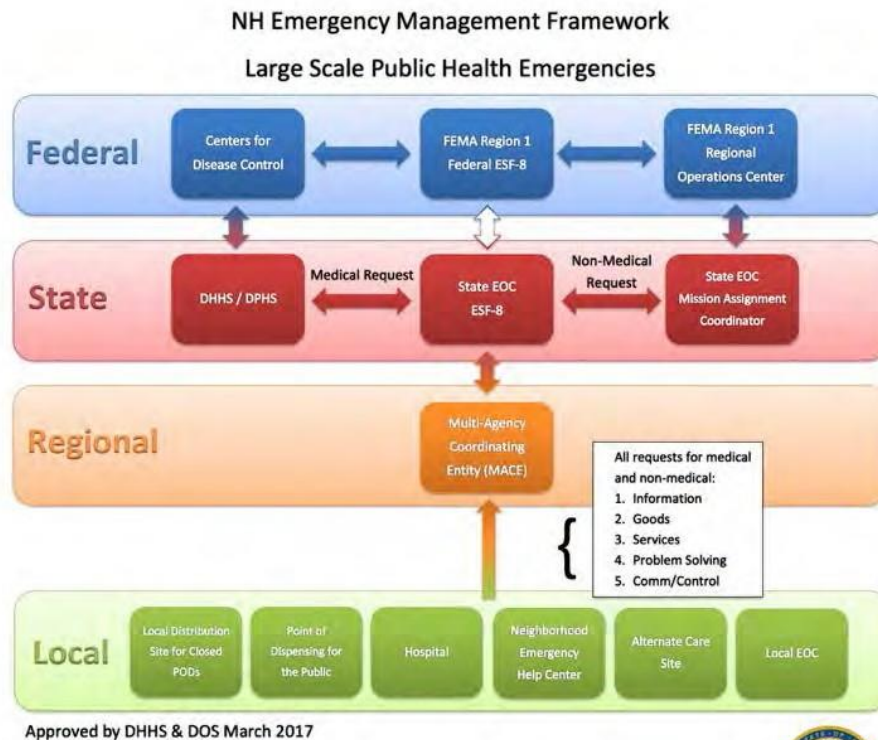 NH Emergency Management Framework
Large Scale Public Health Emergencies
Federal
Centers for
Disease Control
FEMA Region 1
Federal ESF-8
FEMA Region 1
Regional
Operations Center
State
DHHS / DPHS
Medical Request
State EOC
ESF-8
Non-Medical
Request
State EOC
Mission Assignment
Coordinator
Regional
Multi-Agency
Coordinating
Entity (MACE)
All requests for medical
and non-medical:
1. Information
2. Goods
3. Services
4. Problem Solving
5. Comm/Control
{
Local
Local Distribution
Site for Closed
PODs
Point of
Dispensing for
the Public
Hospital
Neighborhood
Emergency
Help Center
Alternate Care
Site
Local EOC
Approved by DHHS & DOS March 2017